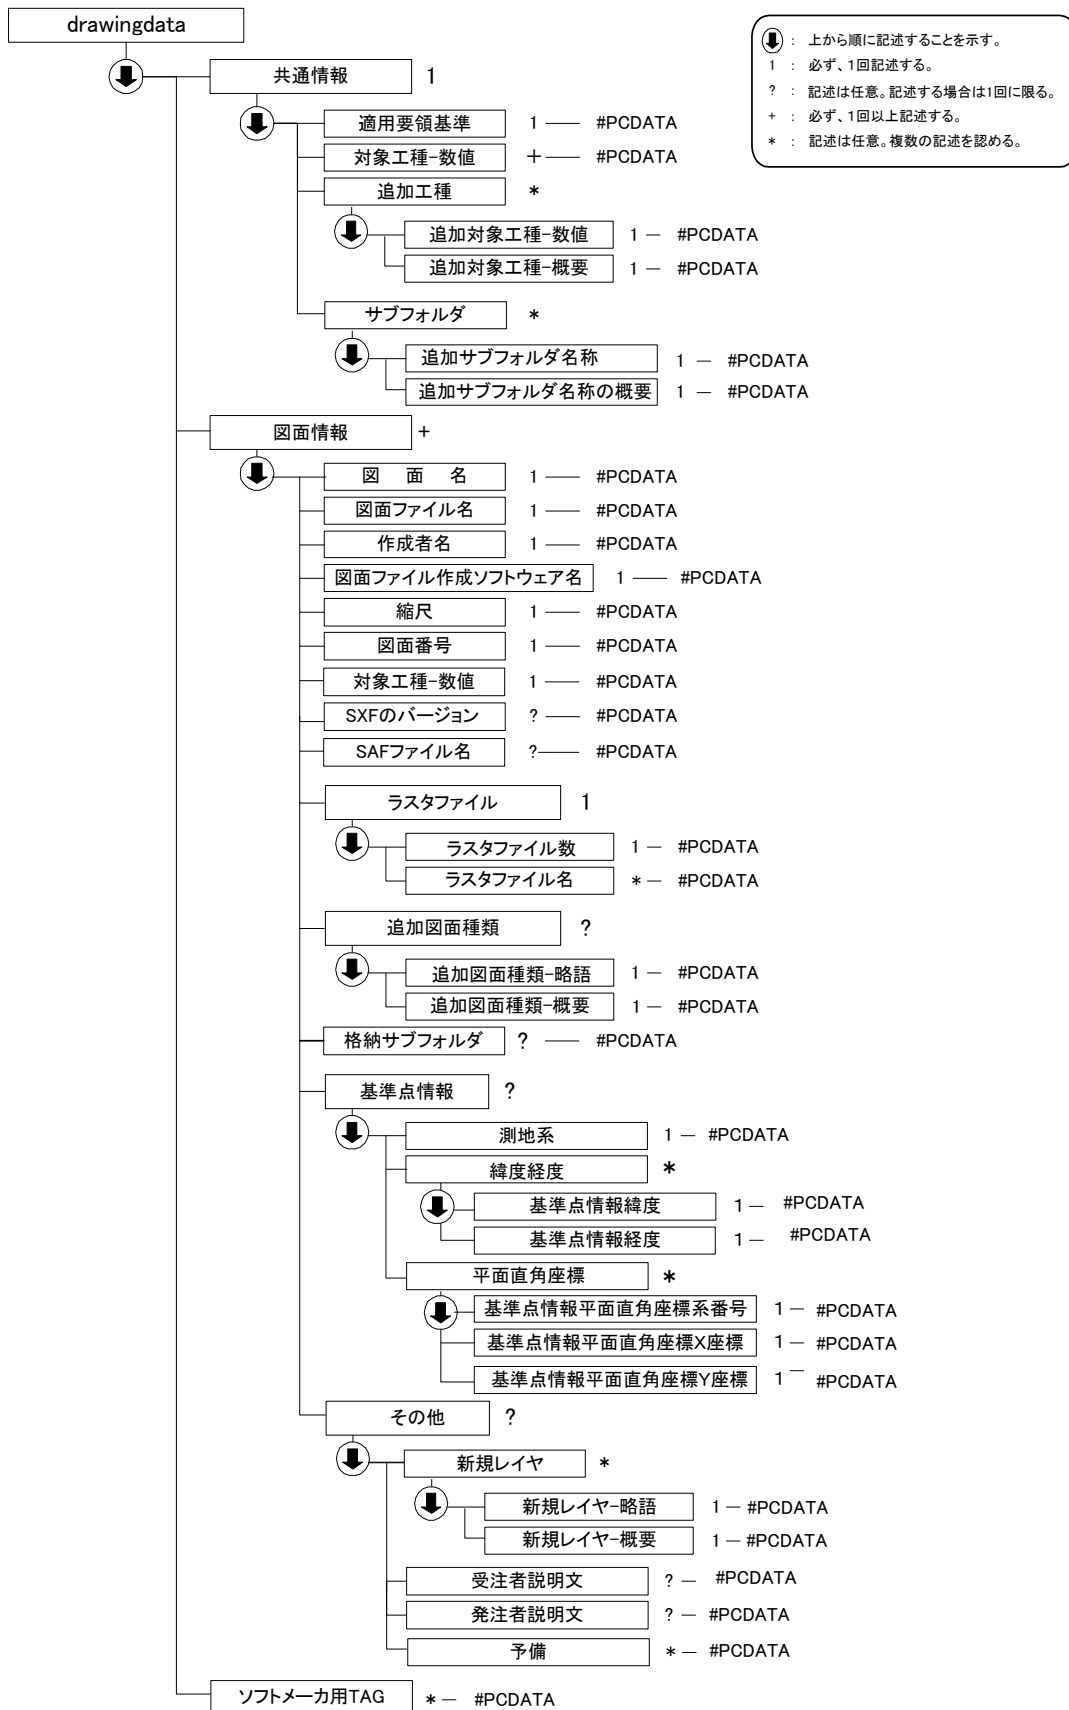 drawingdata
上から順に記述することを示す。
1 : 必ず、1回記述する。
? : 記述は任意。記述する場合は1回に限る。
+ : 必ず、1回以上記述する。
* : 記述は任意。複数の記述を認める。
共通情報 1
適用要領基準 1 — #PCDATA
対象工種-数値 + — #PCDATA
追加工種 *
追加対象工種-数値 1 — #PCDATA
追加対象工種-概要 1 — #PCDATA
サブフォルダ *
追加サブフォルダ名称 1 — #PCDATA
追加サブフォルダ名称の概要 1 — #PCDATA
図面情報 +
図 面 名 1 — #PCDATA
図面ファイル名 1 — #PCDATA
作成者名 1 — #PCDATA
図面ファイル作成ソフトウェア名 1 — #PCDATA
縮尺 1 — #PCDATA
図面番号 1 — #PCDATA
対象工種-数値 1 — #PCDATA
SXFのバージョン ? — #PCDATA
SAFファイル名 ? — #PCDATA
ラスタファイル 1
ラスタファイル数 1 — #PCDATA
ラスタファイル名 * — #PCDATA
追加図面種類 ?
追加図面種類-略語 1 — #PCDATA
追加図面種類-概要 1 — #PCDATA
格納サブフォルダ ? — #PCDATA
基準点情報 ?
測地系 1 — #PCDATA
緯度経度 *
基準点情報緯度 1 — #PCDATA
基準点情報経度 1 — #PCDATA
平面直角座標 *
基準点情報平面直角座標系番号 1 — #PCDATA
基準点情報平面直角座標X座標 1 — #PCDATA
基準点情報平面直角座標Y座標 1 — #PCDATA
その他 ?
新規レイヤ *
新規レイヤ-略語 1 — #PCDATA
新規レイヤ-概要 1 — #PCDATA
受注者説明文 ? — #PCDATA
発注者説明文 ? — #PCDATA
予備 * — #PCDATA
ソフトメーカ用TAG * — #PCDATA